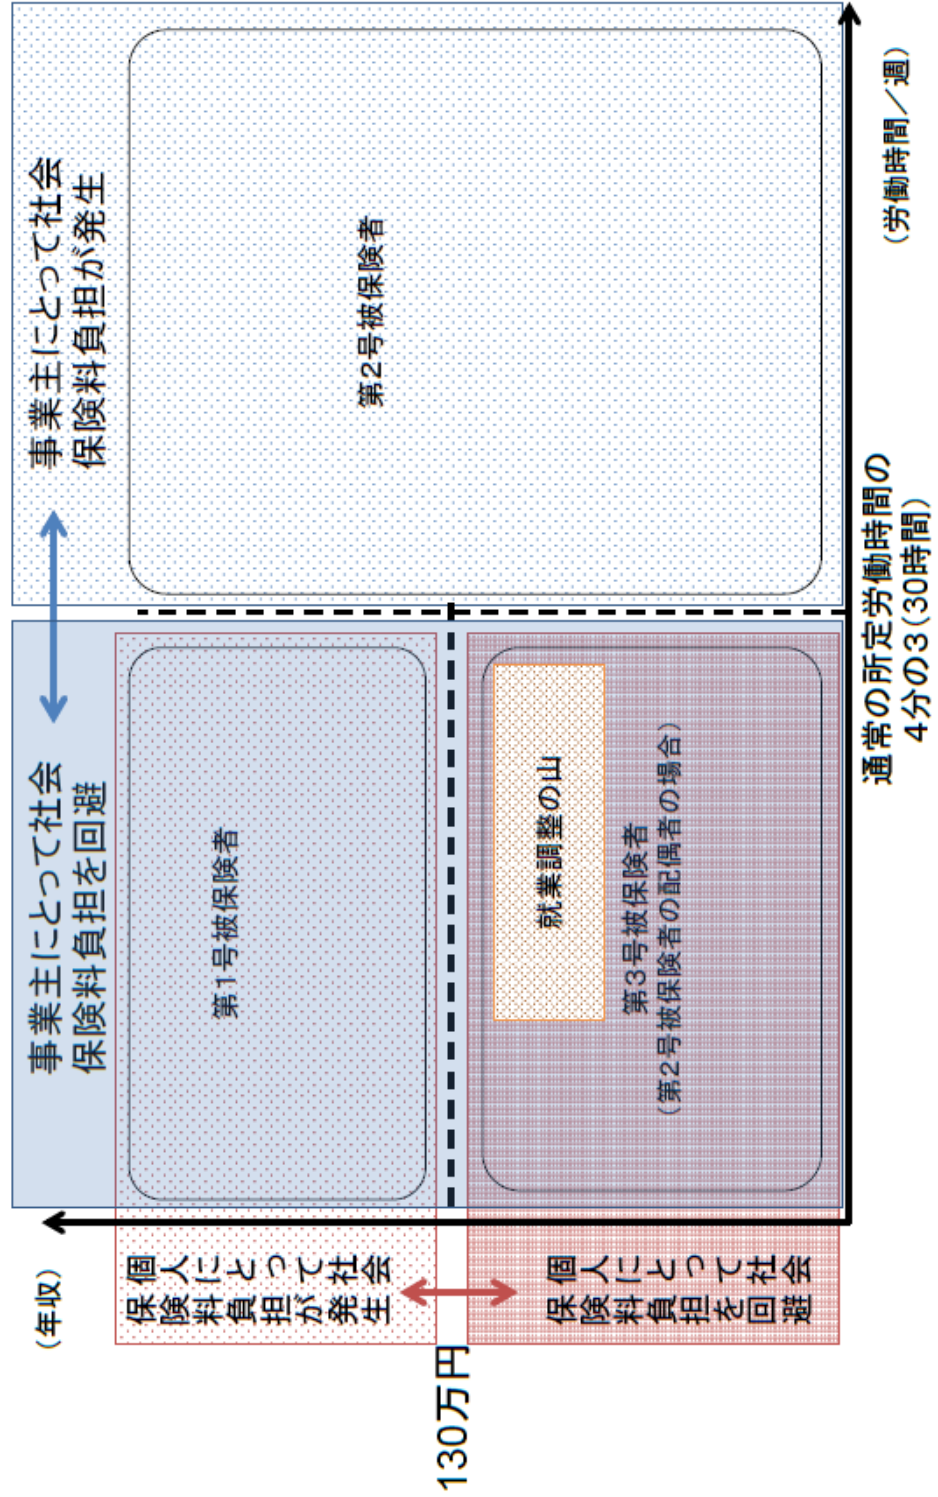 (年収)
事業主にとって社会
保険料負担を回避
事業主にとって社会
保険料負担が発生
個人にとって社会
保険料負担が発生
第1号被保険者
第2号被保険者
130万円
個人にとって社会
保険料負担を回避
就業調整の山
第3号被保険者
(第2号被保険者の配偶者の場合)
通常の所定労働時間の
4分の3(30時間)
(労働時間/週)